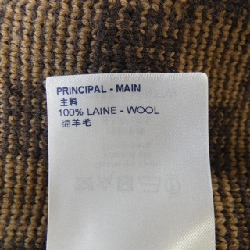 PRINCIPAL - MAIN
主料
100% LAINE - WOOL
绵羊毛